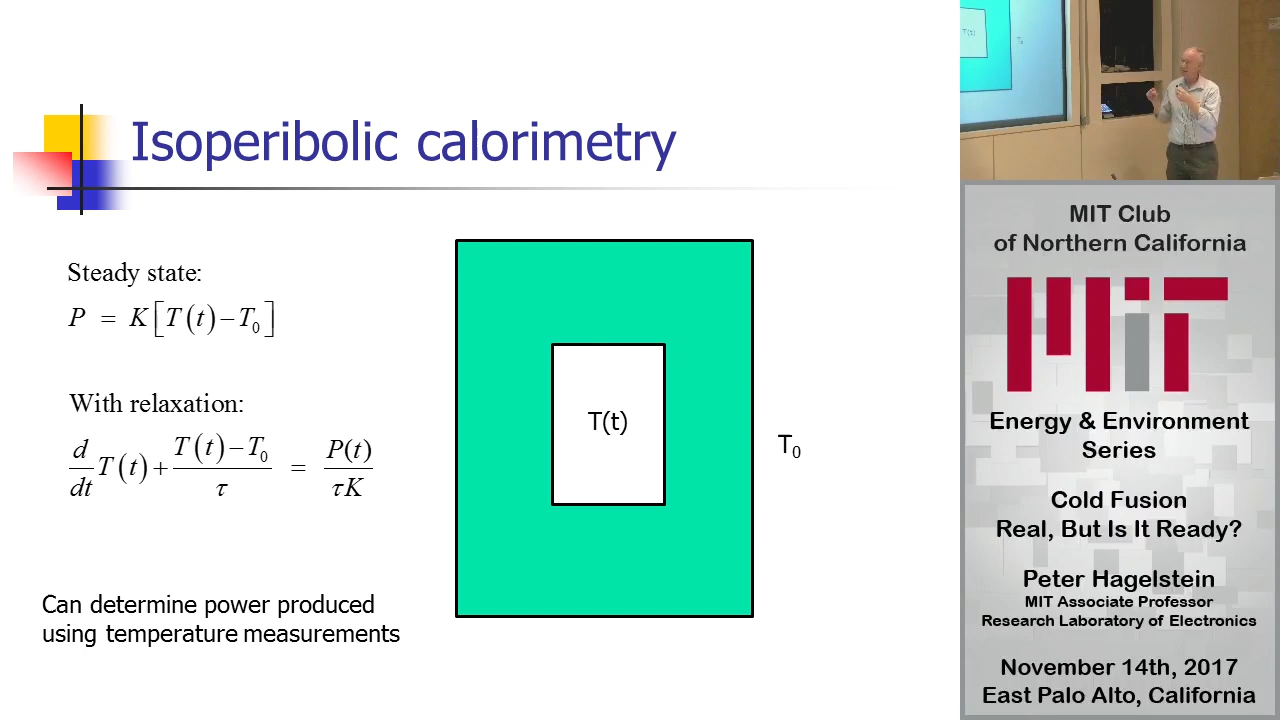 Isoperibolic calorimetry
Steady state:
P = K[T(t) − T₀]
With relaxation:
d/dt T(t) + (T(t) − T₀)/τ = P(t)/τK
Can determine power produced
using temperature measurements
T(t)
T₀
T(t)
T₀
MIT Club
of Northern California
MIT
Energy & Environment
Series
Cold Fusion
Real, But Is It Ready?
Peter Hagelstein
MIT Associate Professor
Research Laboratory of Electronics
November 14th, 2017
East Palo Alto, California